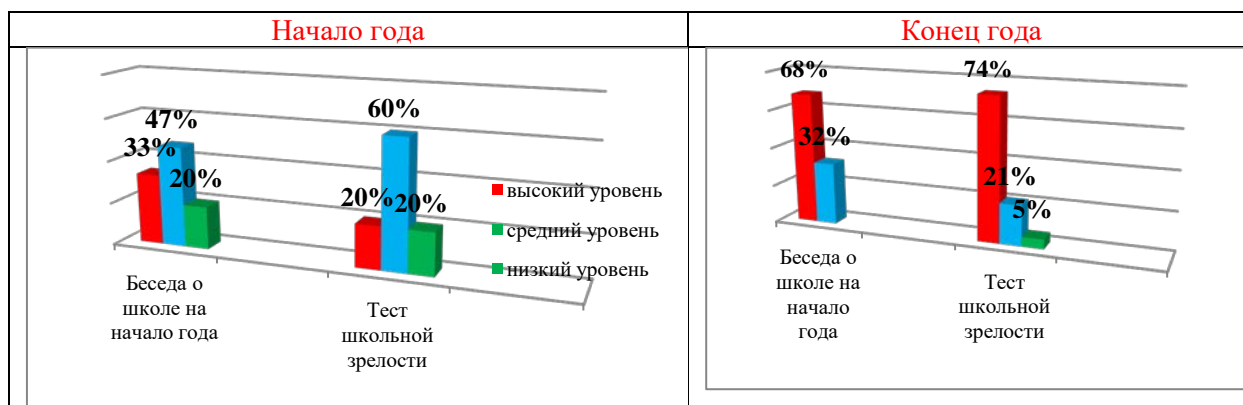 Начало года
Конец года
47%
33%
20%
60%
20%
20%
высокий уровень
средний уровень
низкий уровень
Беседа о
школе на
начало года
Тест
школьной
зрелости
68%
32%
74%
21%
5%
Беседа о
школе на
начало
года
Тест
школьной
зрелости